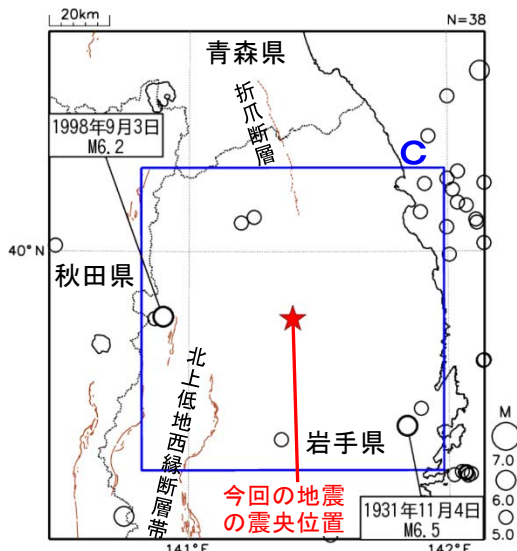 20km
N=38
青森県
折爪断層
1998年9月3日
M6.2
C
40°N
秋田県
北上低地西縁断層帯
岩手県
今回の地震
の震央位置
1931年11月4日
M6.5
M
7.0
6.0
5.0
141°E
142°E